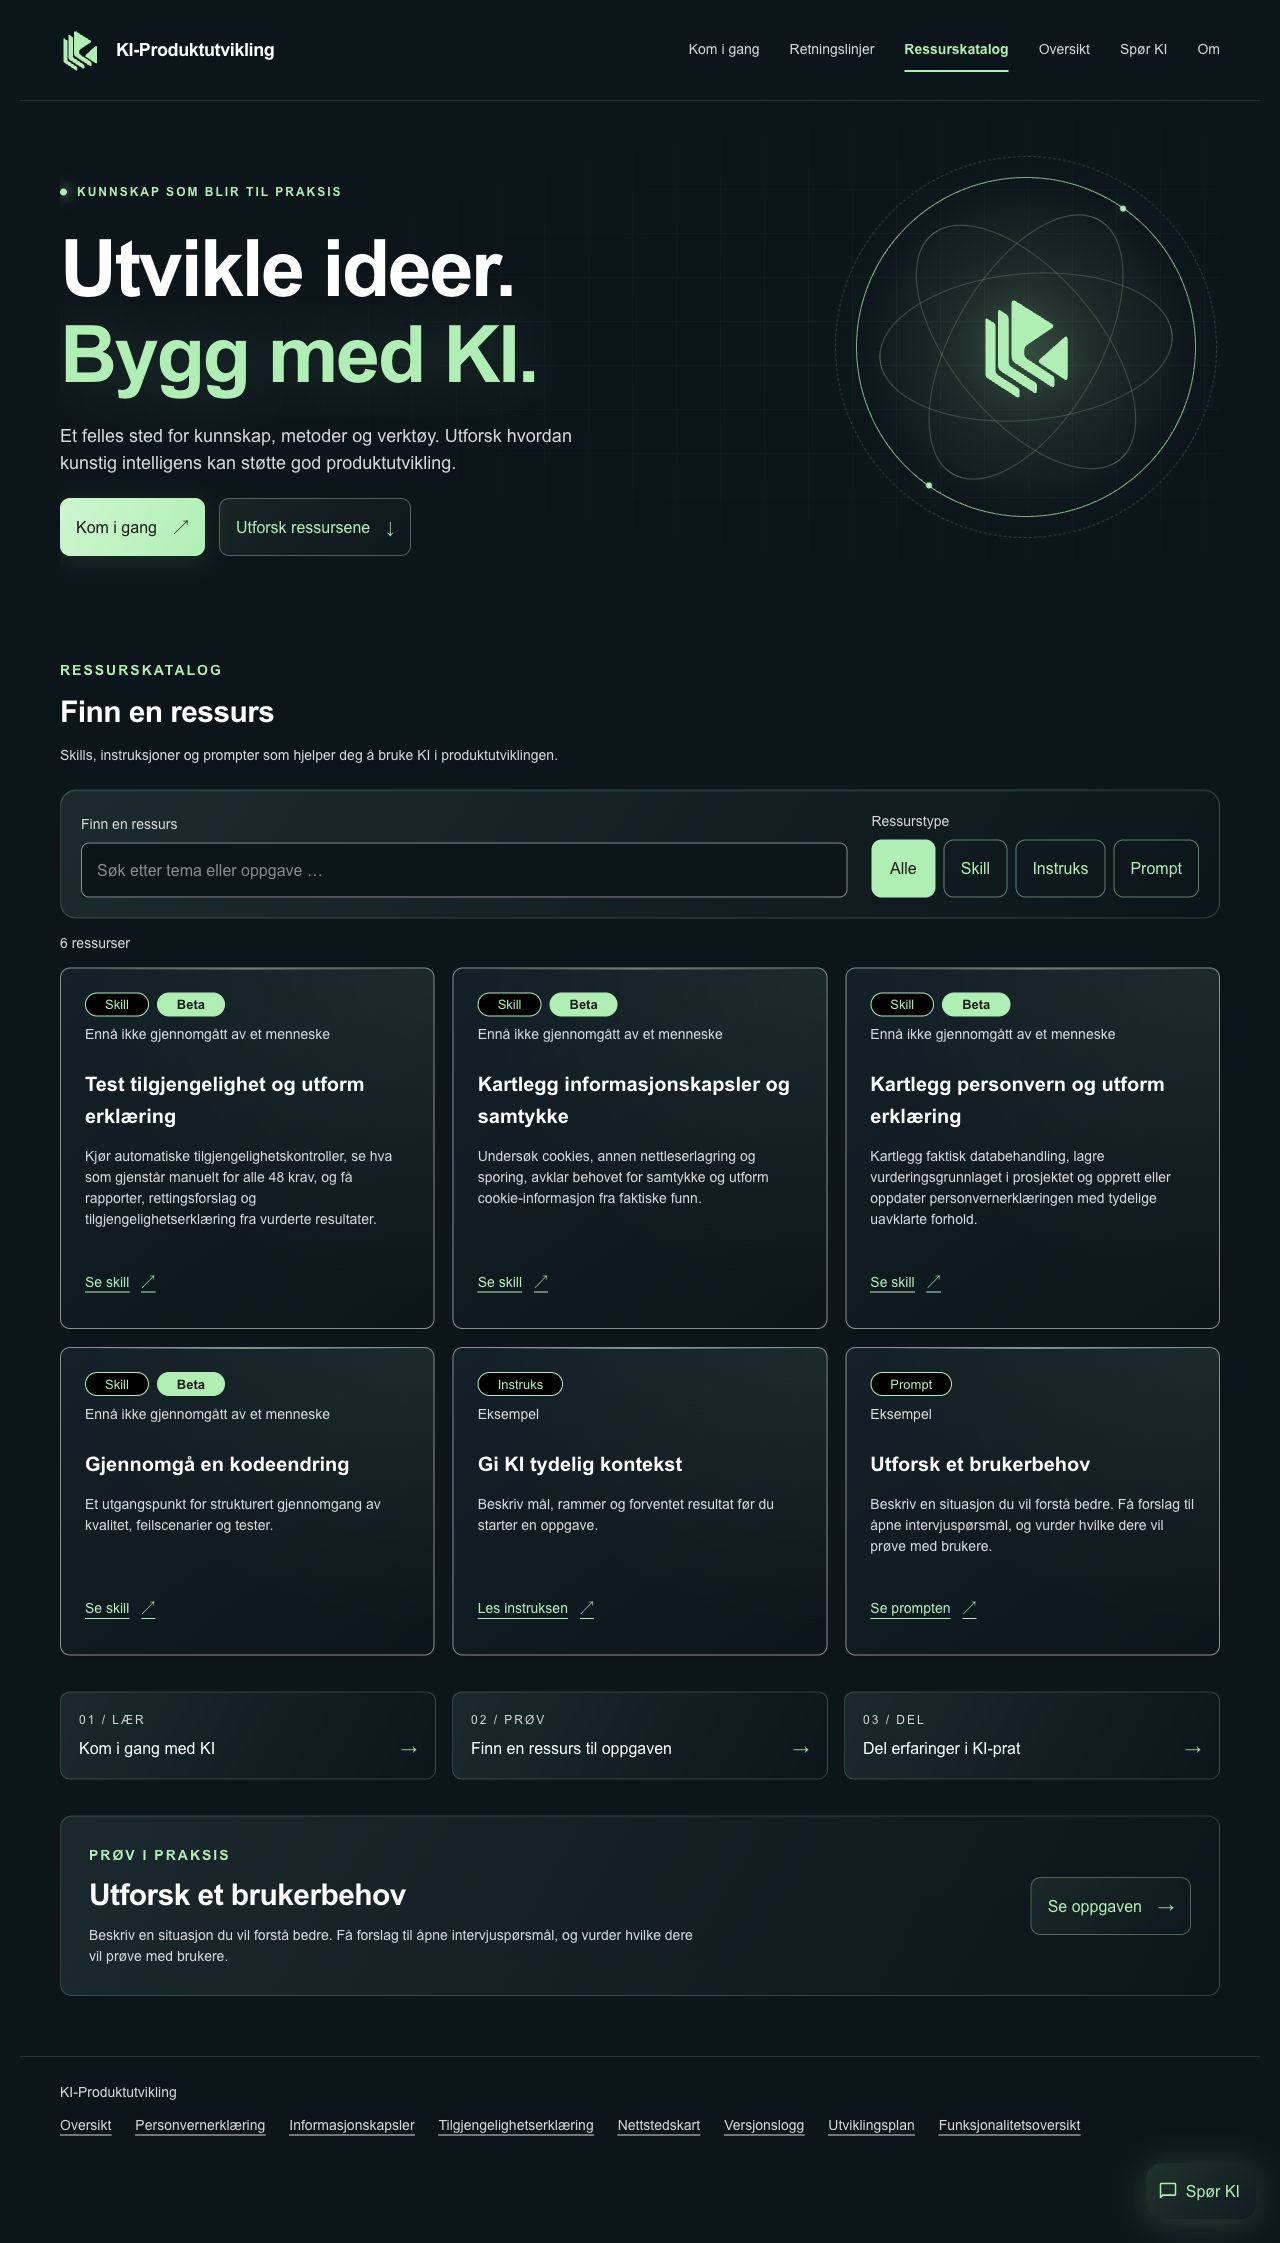 KI-Produktutvikling
Kom i gang
Retningslinjer
Ressurskatalog
Oversikt
Spør KI
Om
KUNNSKAP SOM BLIR TIL PRAKSIS
Utvikle ideer.
Bygg med KI.
Et felles sted for kunnskap, metoder og verktøy. Utforsk hvordan
kunstig intelligens kan støtte god produktutvikling.
Kom i gang ↗
Utforsk ressursene ↓
RESSURSKATALOG
Finn en ressurs
Skills, instruksjoner og prompter som hjelper deg å bruke KI i produktutviklingen.
Finn en ressurs
Søk etter tema eller oppgave …
Ressurstype
Alle
Skill
Instruks
Prompt
6 ressurser
Skill
Beta
Ennå ikke gjennomgått av et menneske
Test tilgjengelighet og utform
erklæring
Kjør automatiske tilgjengelighetskontroller, se hva
som gjenstår manuelt for alle 48 krav, og få
rapporter, rettingsforslag og
tilgjengelighetserklæring fra vurderte resultater.
Se skill ↗
Skill
Beta
Ennå ikke gjennomgått av et menneske
Kartlegg informasjonskapsler og
samtykke
Undersøk cookies, annen nettleserlagring og
sporing, avklar behovet for samtykke og utform
cookie-informasjon fra faktiske funn.
Se skill ↗
Skill
Beta
Ennå ikke gjennomgått av et menneske
Kartlegg personvern og utform
erklæring
Kartlegg faktisk databehandling, lagre
vurderingsgrunnlaget i prosjektet og opprett eller
oppdater personvernerklæringen med tydelige
uavklarte forhold.
Se skill ↗
Skill
Beta
Ennå ikke gjennomgått av et menneske
Gjennomgå en kodeendring
Et utgangspunkt for strukturert gjennomgang av
kvalitet, feilscenarier og tester.
Se skill ↗
Instruks
Eksempel
Gi KI tydelig kontekst
Beskriv mål, rammer og forventet resultat før du
starter en oppgave.
Les instruksen ↗
Prompt
Eksempel
Utforsk et brukerbehov
Beskriv en situasjon du vil forstå bedre. Få forslag til
åpne intervjuspørsmål, og vurder hvilke dere vil
prøve med brukere.
Se prompten ↗
01 / LÆR
Kom i gang med KI →
02 / PRØV
Finn en ressurs til oppgaven →
03 / DEL
Del erfaringer i KI-prat →
PRØV I PRAKSIS
Utforsk et brukerbehov
Beskriv en situasjon du vil forstå bedre. Få forslag til åpne intervjuspørsmål, og vurder hvilke dere
vil prøve med brukere.
Se oppgaven →
KI-Produktutvikling
Oversikt
Personvernerklæring
Informasjonskapsler
Tilgjengelighetserklæring
Nettstedskart
Versjonslogg
Utviklingsplan
Funksjonalitetsoversikt
Spør KI